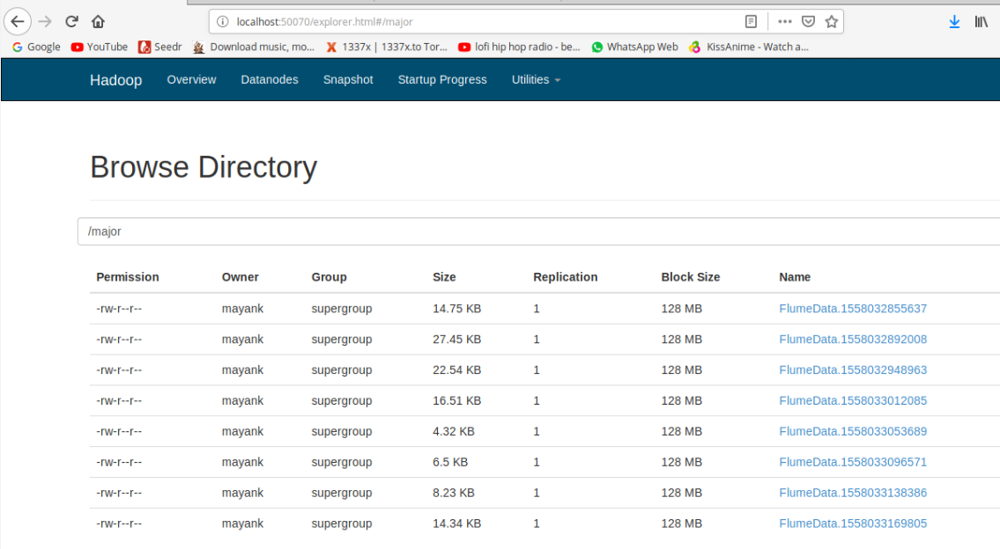 localhost:50070/explorer.html#/major
Google YouTube Seedr Download music, mo... 1337x | 1337x.to Tor... lofi hip hop radio - be... WhatsApp Web KissAnime - Watch a...
Hadoop Overview Datanodes Snapshot Startup Progress Utilities
Browse Directory
/major
Permission Owner Group Size Replication Block Size Name
-rw-r--r-- mayank supergroup 14.75 KB 1 128 MB FlumeData.1558032855637
-rw-r--r-- mayank supergroup 27.45 KB 1 128 MB FlumeData.1558032892008
-rw-r--r-- mayank supergroup 22.54 KB 1 128 MB FlumeData.1558032948963
-rw-r--r-- mayank supergroup 16.51 KB 1 128 MB FlumeData.1558033012085
-rw-r--r-- mayank supergroup 4.32 KB 1 128 MB FlumeData.1558033053689
-rw-r--r-- mayank supergroup 6.5 KB 1 128 MB FlumeData.1558033096571
-rw-r--r-- mayank supergroup 8.23 KB 1 128 MB FlumeData.1558033138386
-rw-r--r-- mayank supergroup 14.34 KB 1 128 MB FlumeData.1558033169805